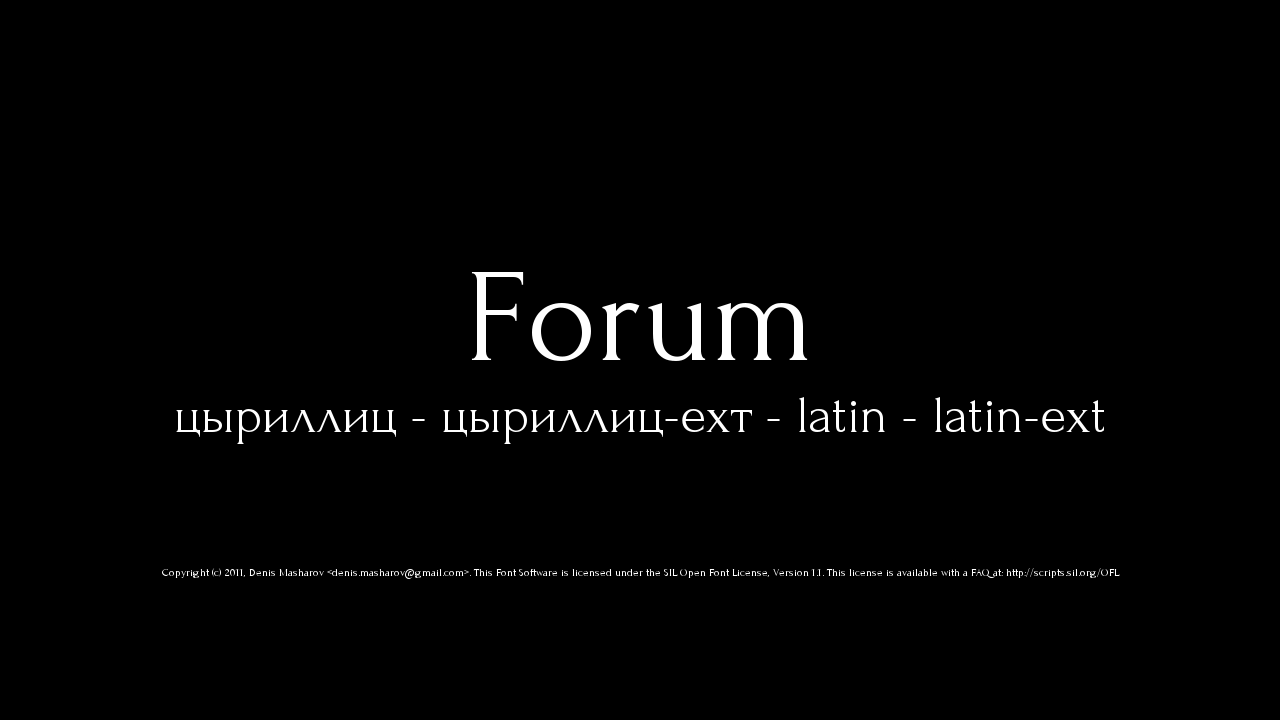 Forum
цыриллиц - цыриллиц-ехт - latin - latin-ext
Copyright (c) 2011, Denis Masharov <denis.masharov@gmail.com>. This Font Software is licensed under the SIL Open Font License, Version 1.1. This license is available with a FAQ at: http://scripts.sil.org/OFL